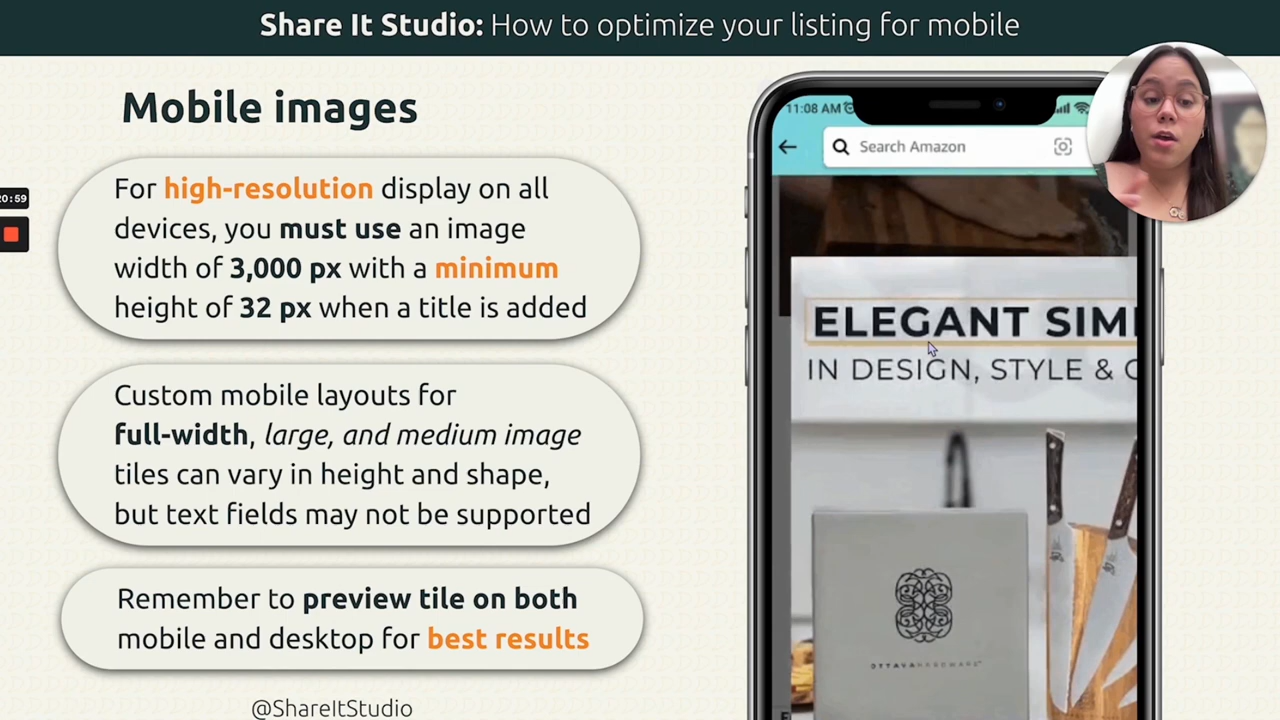 Share It Studio: How to optimize your listing for mobile
Mobile images
For high-resolution display on all
devices, you must use an image
width of 3,000 px with a minimum
height of 32 px when a title is added
Custom mobile layouts for
full-width, large, and medium image
tiles can vary in height and shape,
but text fields may not be supported
Remember to preview tile on both
mobile and desktop for best results
@ShareItStudio
20:59
11:08 AM
Search Amazon
ELEGANT SIM
IN DESIGN, STYLE &